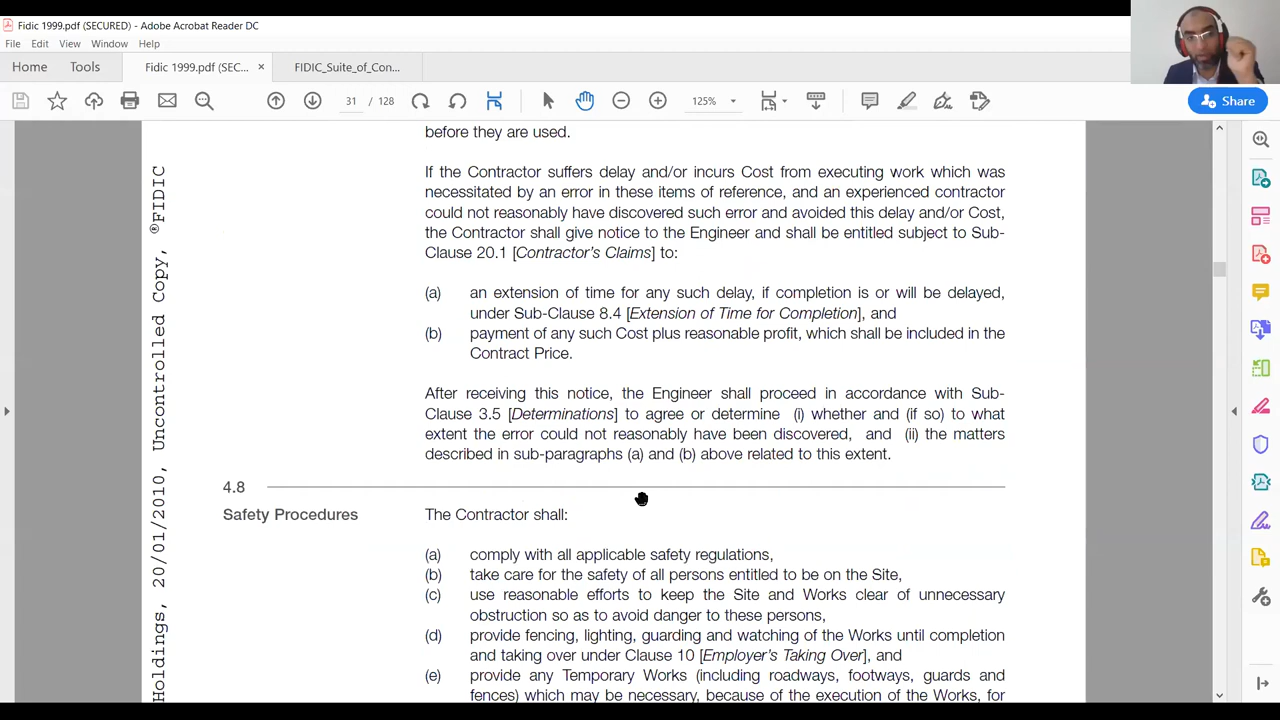 Fidic 1999.pdf (SECURED) - Adobe Acrobat Reader DC
File Edit View Window Help
Home Tools Fidic 1999.pdf (SEC... × FIDIC_Suite_of_Con...
31 / 128 125% Share
before they are used.
If the Contractor suffers delay and/or incurs Cost from executing work which was
necessitated by an error in these items of reference, and an experienced contractor
could not reasonably have discovered such error and avoided this delay and/or Cost,
the Contractor shall give notice to the Engineer and shall be entitled subject to Sub-
Clause 20.1 [Contractor's Claims] to:
(a) an extension of time for any such delay, if completion is or will be delayed,
under Sub-Clause 8.4 [Extension of Time for Completion], and
(b) payment of any such Cost plus reasonable profit, which shall be included in the
Contract Price.
After receiving this notice, the Engineer shall proceed in accordance with Sub-
Clause 3.5 [Determinations] to agree or determine (i) whether and (if so) to what
extent the error could not reasonably have been discovered, and (ii) the matters
described in sub-paragraphs (a) and (b) above related to this extent.
4.8
Safety Procedures The Contractor shall:
(a) comply with all applicable safety regulations,
(b) take care for the safety of all persons entitled to be on the Site,
(c) use reasonable efforts to keep the Site and Works clear of unnecessary
obstruction so as to avoid danger to these persons,
(d) provide fencing, lighting, guarding and watching of the Works until completion
and taking over under Clause 10 [Employer's Taking Over], and
(e) provide any Temporary Works (including roadways, footways, guards and
fences) which may be necessary, because of the execution of the Works, for
Holdings, 20/01/2010, Uncontrolled Copy, ®FIDIC